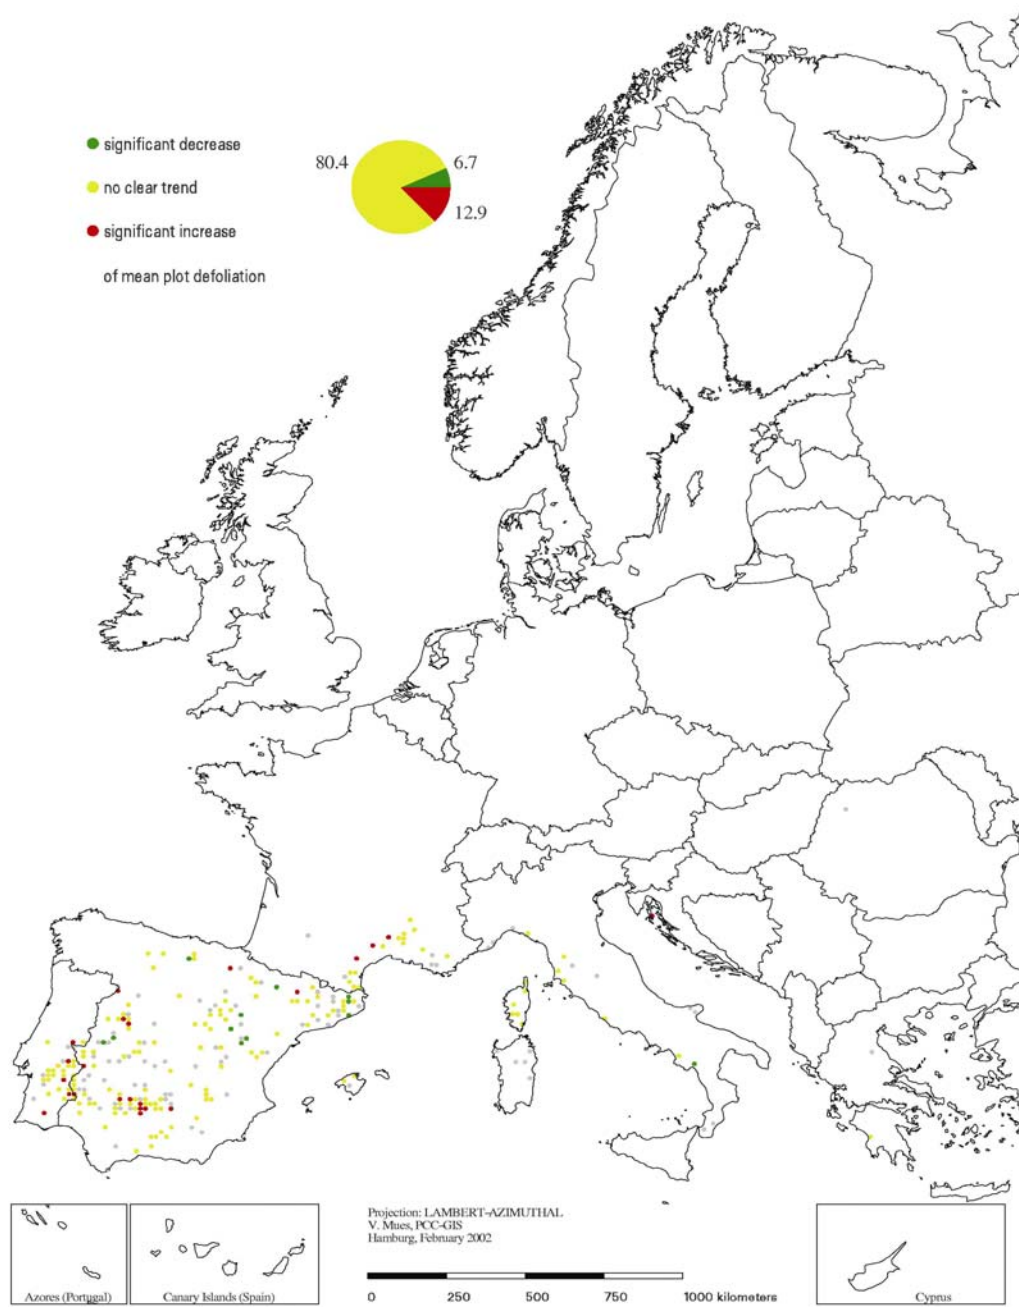 significant decrease
no clear trend
significant increase
of mean plot defoliation
80.4
6.7
12.9
Projection: LAMBERT-AZIMUTHAL
V. Mues, PCC-GIS
Hamburg, February 2002
0 250 500 750 1000 kilometers
Azores (Portugal)
Canary Islands (Spain)
Cyprus